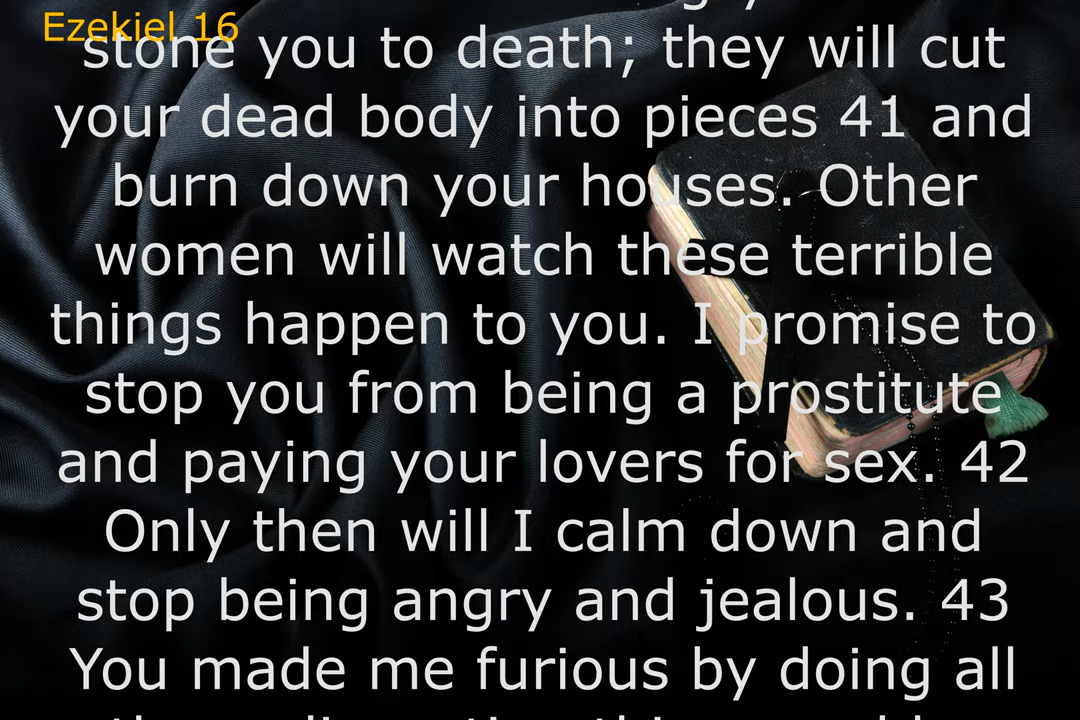 Ezekiel 16
stone you to death; they will cut
your dead body into pieces 41 and
burn down your houses. Other
women will watch these terrible
things happen to you. I promise to
stop you from being a prostitute
and paying your lovers for sex. 42
Only then will I calm down and
stop being angry and jealous. 43
You made me furious by doing all